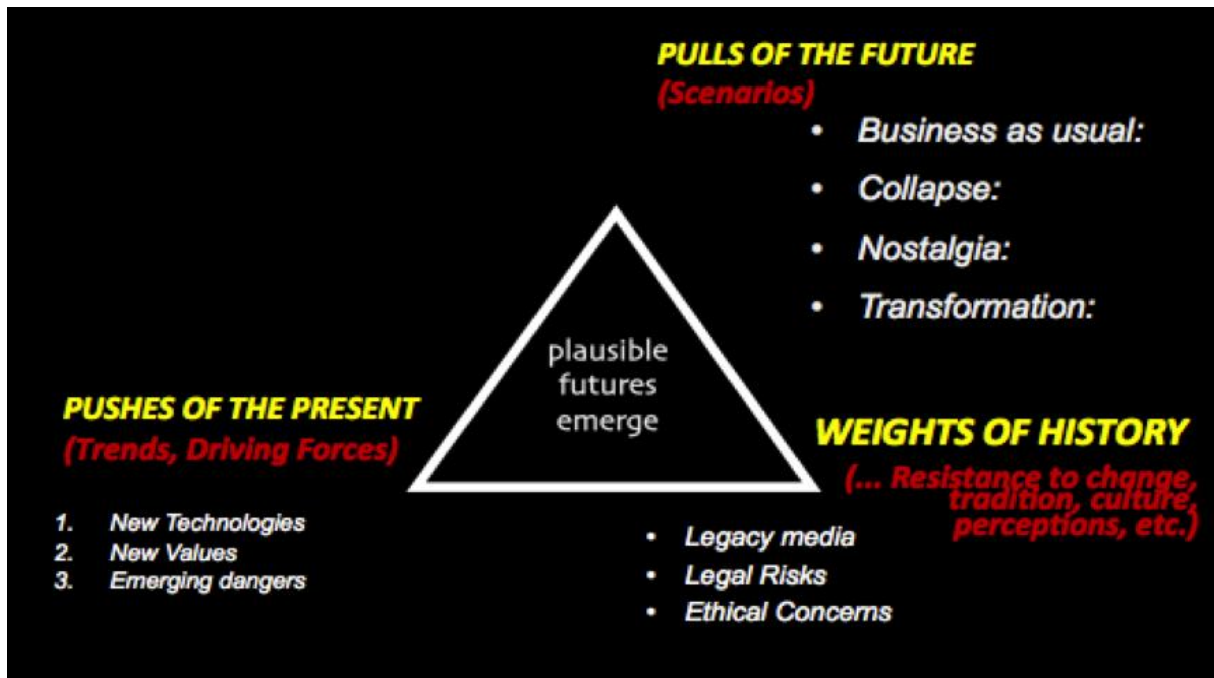 PULLS OF THE FUTURE
(Scenarios)
• Business as usual:
• Collapse:
• Nostalgia:
• Transformation:
plausible
futures
emerge
PUSHES OF THE PRESENT
(Trends, Driving Forces)
1. New Technologies
2. New Values
3. Emerging dangers
WEIGHTS OF HISTORY
(... Resistance to change,
tradition, culture,
perceptions, etc.)
• Legacy media
• Legal Risks
• Ethical Concerns